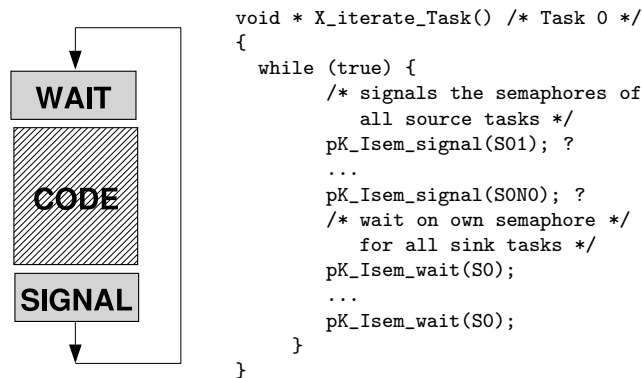 WAIT
CODE
SIGNAL
void * X_iterate_Task() /* Task 0 */
{
while (true) {
/* signals the semaphores of
all source tasks */
pK_Isem_signal(S01); ?
...
pK_Isem_signal(S0N0); ?
/* wait on own semaphore */
for all sink tasks */
pK_Isem_wait(S0);
...
pK_Isem_wait(S0);
}
}